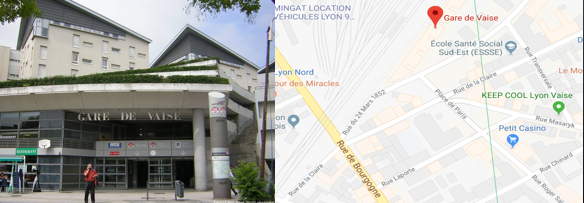 GARE DE VAISE
MINGAT LOCATION
VÉHICULES LYON 9...
Gare de Vaise
École Santé Social
Sud-Est (ESSSE)
Lyon Nord
our des Miracles
Rue du 24 Mars 1852
Rue de la Claire
Rue Transversale
Le Mo
KEEP COOL Lyon Vaise
Place de Paris
Rue Masaryk
on
ois
Petit Casino
Rue de Bourgogne
Rue Laporte
Rue Chinard
Rue de la Claire
Rue Roger Sal